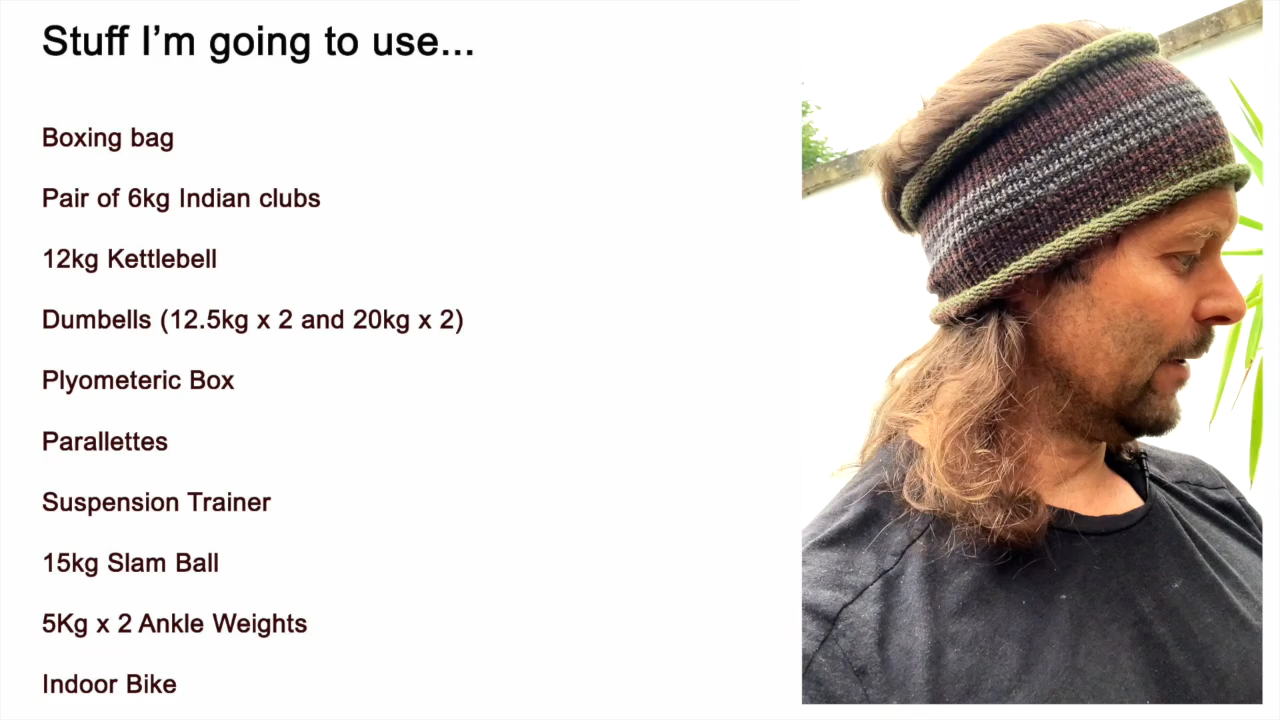 Stuff I'm going to use...
Boxing bag
Pair of 6kg Indian clubs
12kg Kettlebell
Dumbells (12.5kg x 2 and 20kg x 2)
Plyometeric Box
Parallettes
Suspension Trainer
15kg Slam Ball
5Kg x 2 Ankle Weights
Indoor Bike